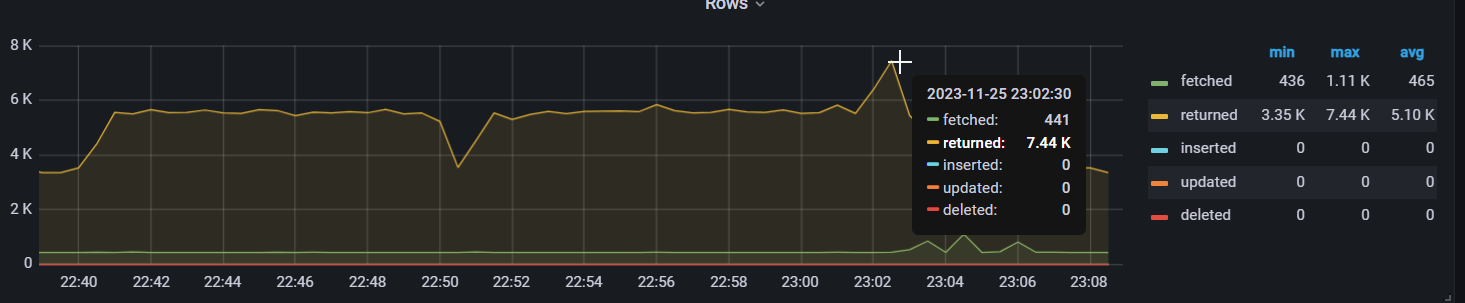 Rows
8 K
6 K
4 K
2 K
0
22:40 22:42 22:44 22:46 22:48 22:50 22:52 22:54 22:56 22:58 23:00 23:02 23:04 23:06 23:08
2023-11-25 23:02:30
fetched: 441
returned: 7.44 K
inserted: 0
updated: 0
deleted: 0
min max avg
fetched 436 1.11 K 465
returned 3.35 K 7.44 K 5.10 K
inserted 0 0 0
updated 0 0 0
deleted 0 0 0